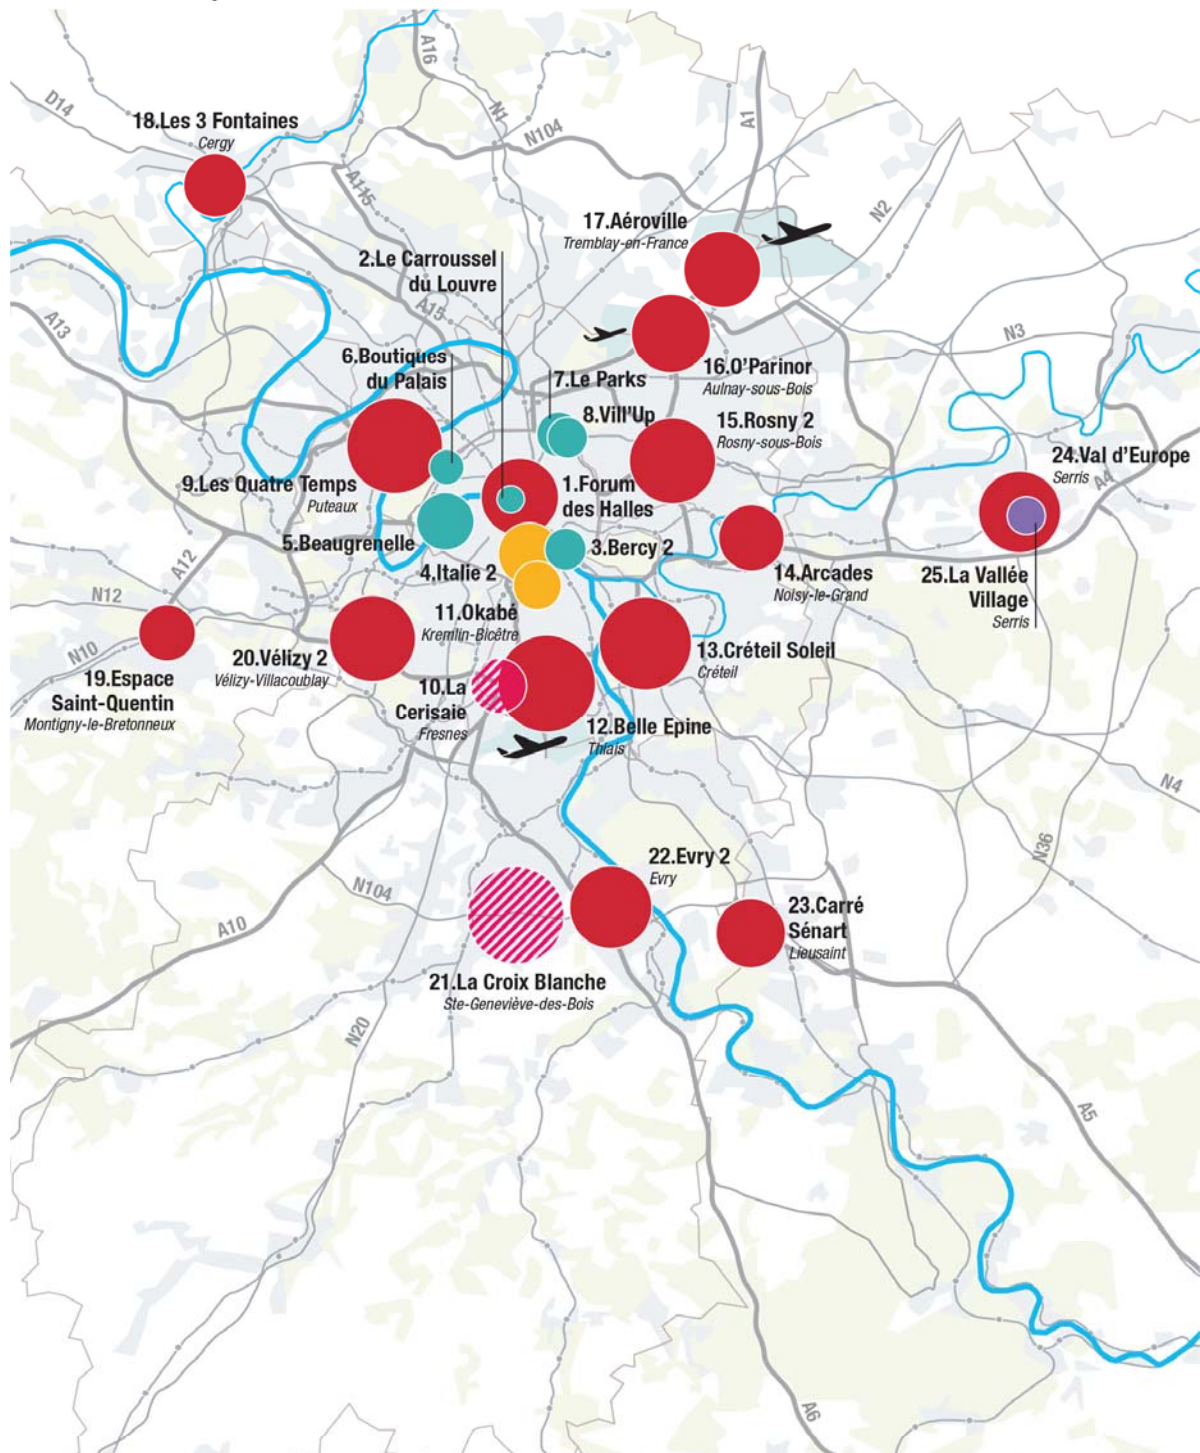 A16
D14
N1
A1
18.Les 3 Fontaines
Cergy
N104
A115
N2
17.Aéroville
Tremblay-en-France
2.Le Carroussel
du Louvre
A15
A13
N3
6.Boutiques
du Palais
7.Le Parks
16.O'Parinor
Aulnay-sous-Bois
8.Vill'Up
15.Rosny 2
Rosny-sous-Bois
24.Val d'Europe
Serris
A4
9.Les Quatre Temps
Puteaux
1.Forum
des Halles
5.Beaugrenelle
3.Bercy 2
A12
4.Italie 2
14.Arcades
Noisy-le-Grand
25.La Vallée
Village
Serris
N12
11.Okabé
Kremlin-Bicêtre
N10
20.Vélizy 2
Vélizy-Villacoublay
13.Créteil Soleil
Créteil
19.Espace
Saint-Quentin
Montigny-le-Bretonneux
10.La
Cerisaie
Fresnes
12.Belle Epine
Thiais
N4
N36
22.Evry 2
Evry
N104
23.Carré
Sénart
Lieusaint
A10
21.La Croix Blanche
Ste-Geneviève-des-Bois
N20
A5
A6